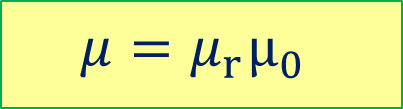 μ = μᵣ μ₀